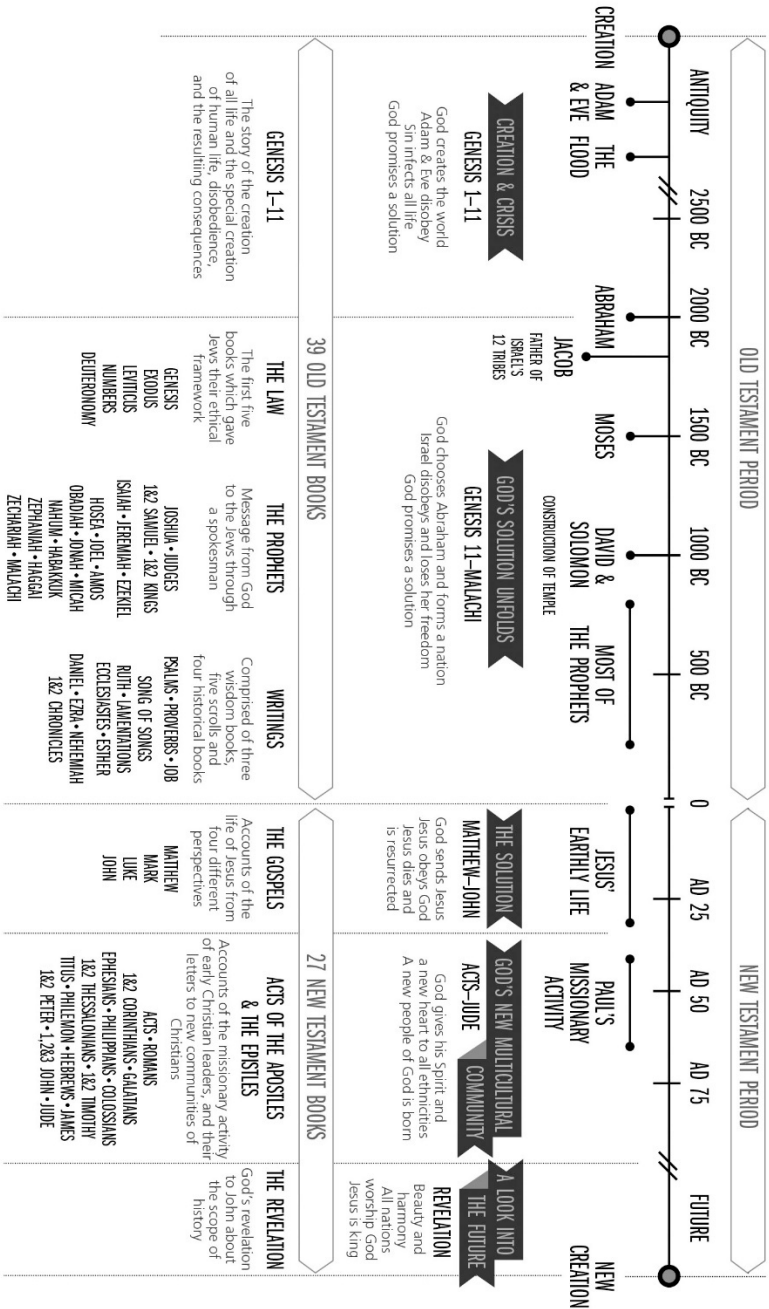 OLD TESTAMENT PERIOD
NEW TESTAMENT PERIOD
ANTIQUITY
2500 BC
2000 BC
1500 BC
1000 BC
500 BC
0
AD 25
AD 50
AD 75
FUTURE
CREATION
ADAM
& EVE
THE
FLOOD
ABRAHAM
JACOB
FATHER OF
ISRAEL'S
12 TRIBES
MOSES
DAVID &
SOLOMON
CONSTRUCTION OF TEMPLE
MOST OF
THE PROPHETS
JESUS'
EARTHLY LIFE
PAUL'S
MISSIONARY
ACTIVITY
NEW
CREATION
CREATION & CRISIS
GENESIS 1–11
God creates the world
Adam & Eve disobey
Sin infects all life
God promises a solution
GOD'S SOLUTION UNFOLDS
GENESIS 11–MALACHI
God chooses Abraham and forms a nation
Israel disobeys and loses her freedom
God promises a solution
THE SOLUTION
MATTHEW–JOHN
God sends Jesus
Jesus obeys God
Jesus dies and
is resurrected
GOD'S NEW MULTICULTURAL
COMMUNITY
ACTS–JUDE
God gives his Spirit and
a new heart to all ethnicities
A new people of God is born
A LOOK INTO
THE FUTURE
REVELATION
Beauty and
harmony
All nations
worship God
Jesus is king
39 OLD TESTAMENT BOOKS
27 NEW TESTAMENT BOOKS
GENESIS 1–11
The story of the creation
of all life and the special creation
of human life, disobedience,
and the resultiing consequences
THE LAW
The first five
books which gave
Jews their ethical
framework
GENESIS
EXODUS
LEVITICUS
NUMBERS
DEUTERONOMY
THE PROPHETS
Message from God
to the Jews through
a spokesman
JOSHUA • JUDGES
1&2 SAMUEL • 1&2 KINGS
ISAIAH • JEREMIAH • EZEKIEL
HOSEA • JOEL • AMOS
OBADIAH • JONAH • MICAH
NAHUM • HABAKKUK
ZEPHANIAH • HAGGAI
ZECHARIAH • MALACHI
WRITINGS
Comprised of three
wisdom books,
five scrolls and
four historical books
PSALMS • PROVERBS • JOB
SONG OF SONGS
RUTH • LAMENTATIONS
ECCLESIASTES • ESTHER
DANIEL • EZRA • NEHEMIAH
1&2 CHRONICLES
THE GOSPELS
Accounts of the
life of Jesus from
four different
perspectives
MATTHEW
MARK
LUKE
JOHN
ACTS OF THE APOSTLES
& THE EPISTLES
Accounts of the missionary activity
of early Christian leaders, and their
letters to new communities of
Christians
ACTS • ROMANS
1&2 CORINTHIANS • GALATIANS
EPHESIANS • PHILIPPIANS • COLOSSIANS
1&2 THESSALONIANS • 1&2 TIMOTHY
TITUS • PHILEMON • HEBREWS • JAMES
1&2 PETER • 1,2&3 JOHN • JUDE
THE REVELATION
God's revelation
to John about
the scope of
history